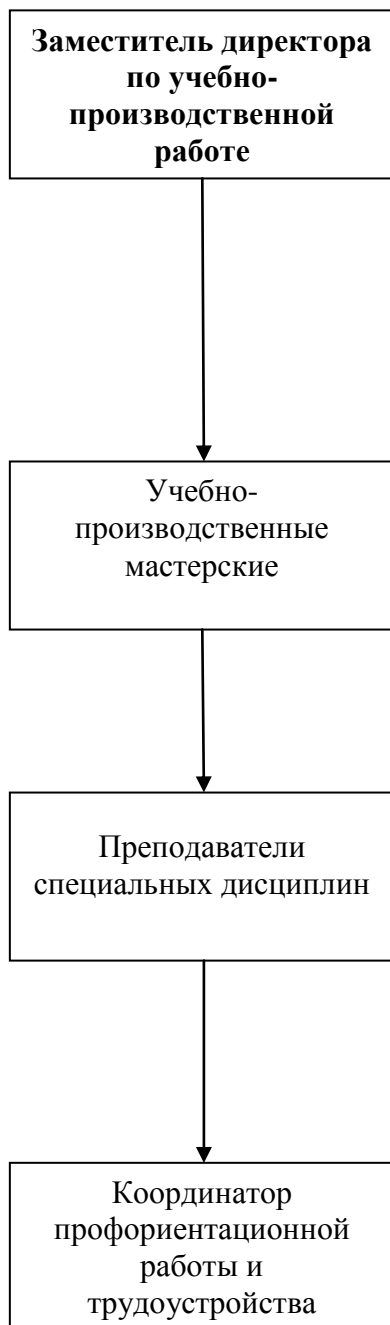 Заместитель директора
по учебно-
производственной
работе
Учебно-
производственные
мастерские
Преподаватели
специальных дисциплин
Координатор
профориентационной
работы и
трудоустройства